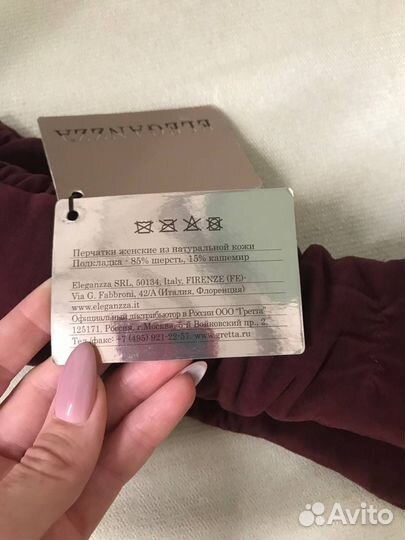 ELEGANZZA
Перчатки женские из натуральной кожи
Подкладка - 85% шерсть, 15% кашемир
Eleganzza SRL, 50134, Italy, FIRENZE (FE)-
Via G. Fabbroni, 42/A (Италия, Флоренция)
www.eleganzza.it
Официальный дистрибьютор в России ООО "Гретта"
125171, Россия, г.Москва, 5-й Войковский пр., 2
Тел./факс: +7 (495) 921-22-57, www.gretta.ru
Avito